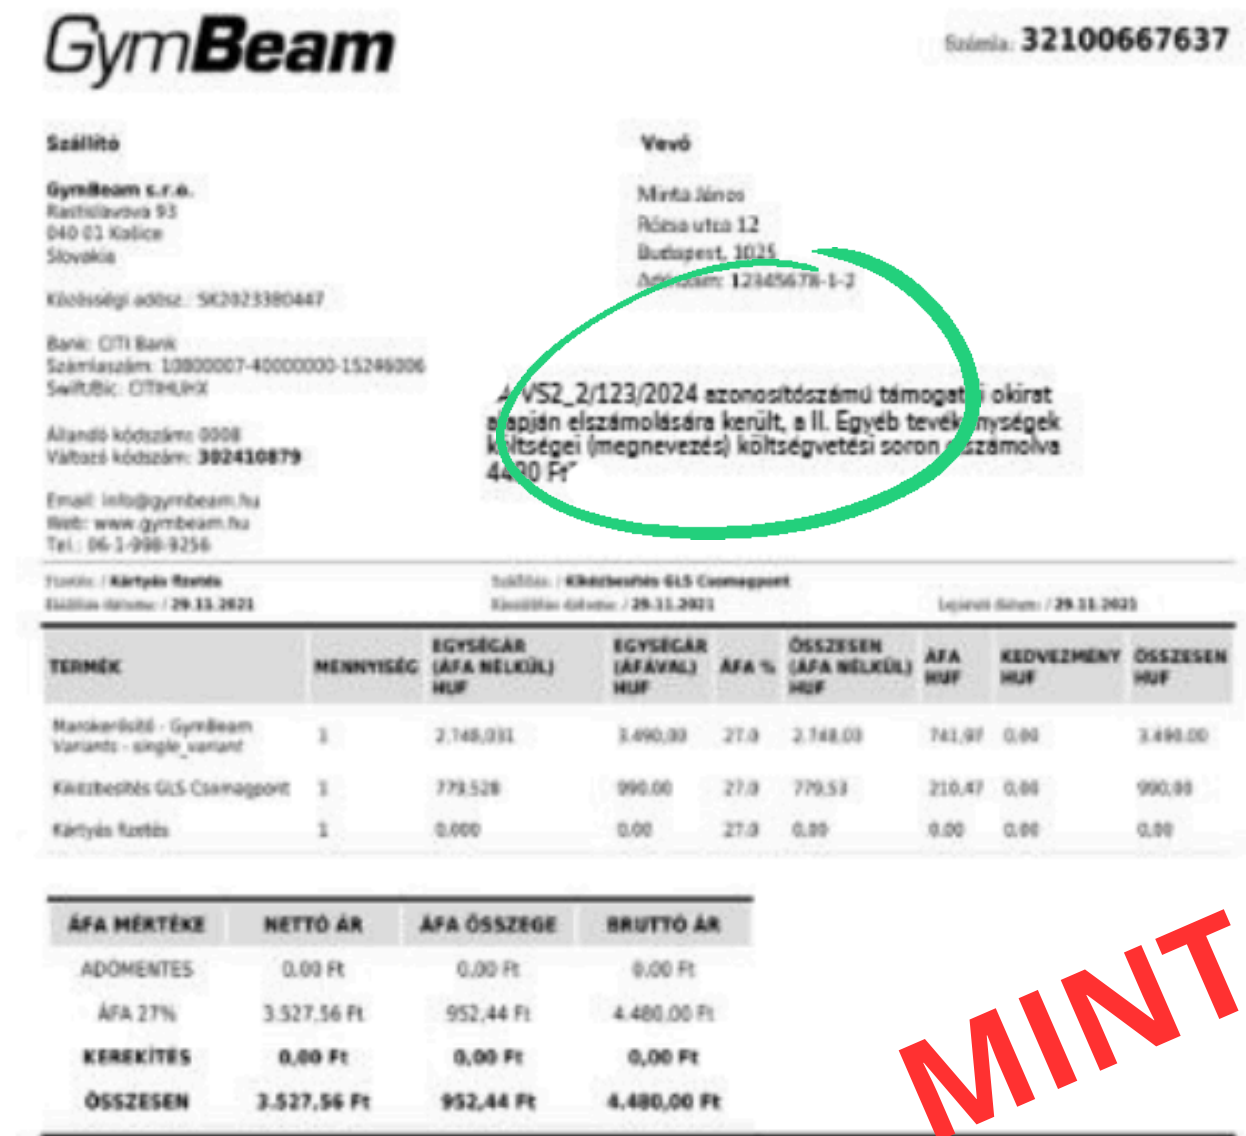 GymBeam
Számla: 32100667637
Szállító
GymBeam s.r.o.
Rastislavova 93
040 01 Košice
Slovakia
Közösségi adósz.: SK2023380447
Bank: CITI Bank
Számlaszám: 10800007-40000000-15246006
Swift/Bic: CITIHUHX
Állandó kódszám: 0008
Változó kódszám: 302410879
Email: info@gymbeam.hu
Web: www.gymbeam.hu
Tel.: 06-1-998-9256
Vevő
Minta János
Rózsa utca 12
Budapest, 1025
Adószám: 12345678-1-2
A VS2_2/123/2024 azonosítószámú támogatói okirat
alapján elszámolására került, a II. Egyéb tevékenységek
költségei (megnevezés) költségvetési soron elszámolva
4480 Ft"
Fizetés: / Kártyás fizetés
Szállítás: / Kikézbesítés GLS Csomagpont
Kiállítás dátuma: / 29.11.2021
Kiszállítás dátuma: / 29.11.2021
Lejárati dátum: / 29.11.2021
TERMÉK MENNYISÉG EGYSÉGÁR (ÁFA NÉLKÜL) HUF EGYSÉGÁR (ÁFÁVAL) HUF ÁFA % ÖSSZESEN (ÁFA NÉLKÜL) HUF ÁFA HUF KEDVEZMÉNY HUF ÖSSZESEN HUF
Marokerősítő - GymBeam
Variants - single_variant 1 2.748,031 3.490,00 27.0 2.748,03 741,97 0,00 3.490,00
Kikézbesítés GLS Csomagpont 1 779,528 990,00 27.0 779,53 210,47 0,00 990,00
Kártyás fizetés 1 0,000 0,00 27.0 0,00 0,00 0,00 0,00
ÁFA MÉRTÉKE NETTÓ ÁR ÁFA ÖSSZEGE BRUTTÓ ÁR
ADÓMENTES 0,00 Ft 0,00 Ft 0,00 Ft
ÁFA 27% 3.527,56 Ft 952,44 Ft 4.480,00 Ft
KEREKÍTÉS 0,00 Ft 0,00 Ft 0,00 Ft
ÖSSZESEN 3.527,56 Ft 952,44 Ft 4.480,00 Ft
MINT